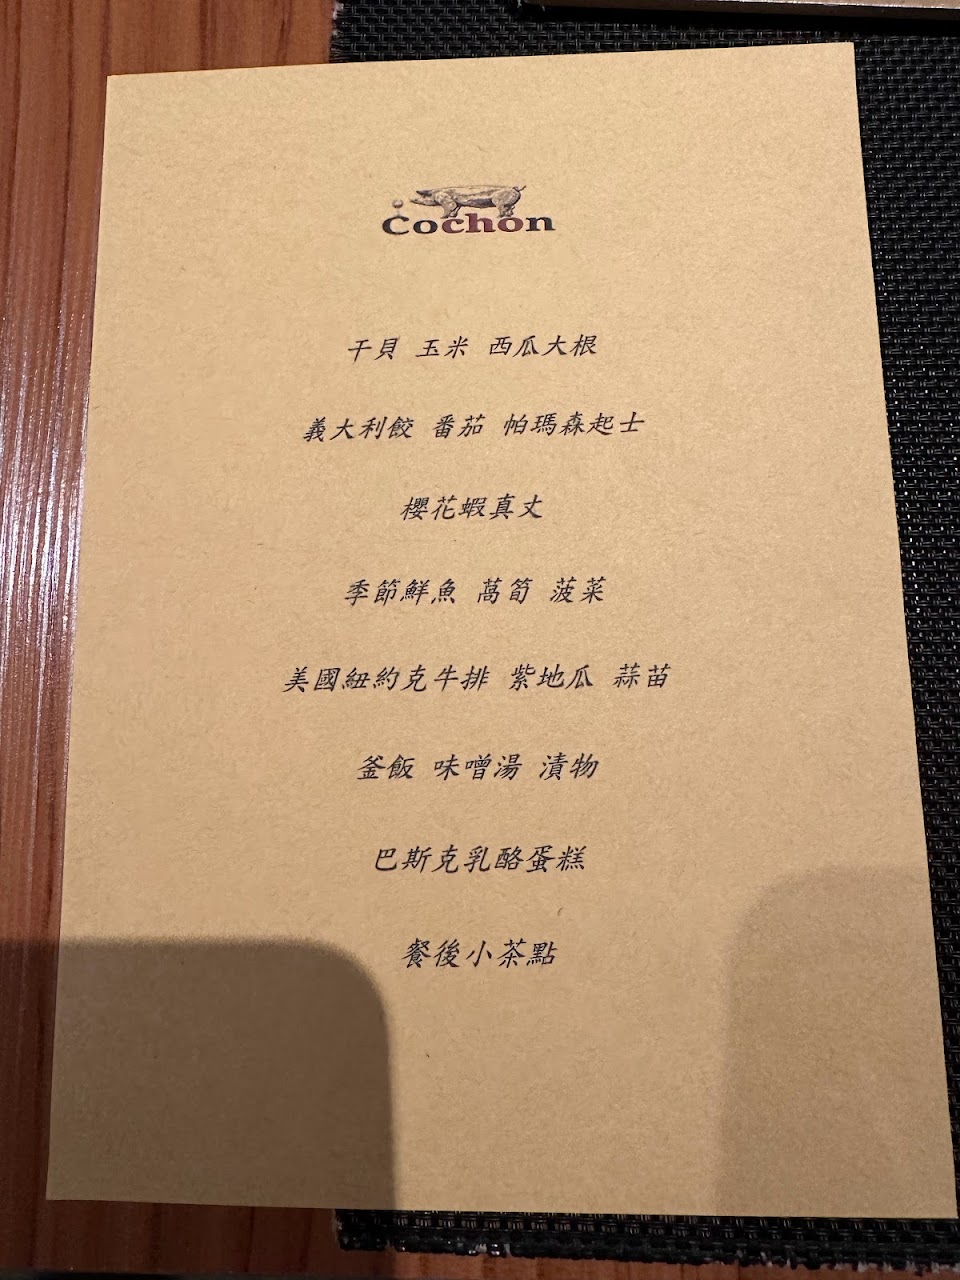 Cochon
干貝 玉米 西瓜大根
義大利餃 番茄 帕瑪森起士
櫻花蝦真丈
季節鮮魚 萵筍 菠菜
美國紐約克牛排 紫地瓜 蒜苗
釜飯 味噌湯 漬物
巴斯克乳酪蛋糕
餐後小茶點